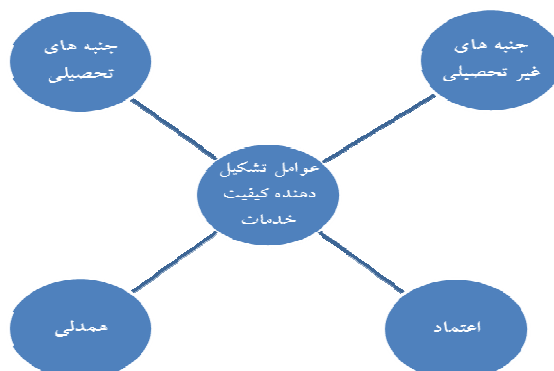 جنبه های
غیر تحصیلی
جنبه های
تحصیلی
عوامل تشکیل
دهنده کیفیت
خدمات
اعتماد
همدلی